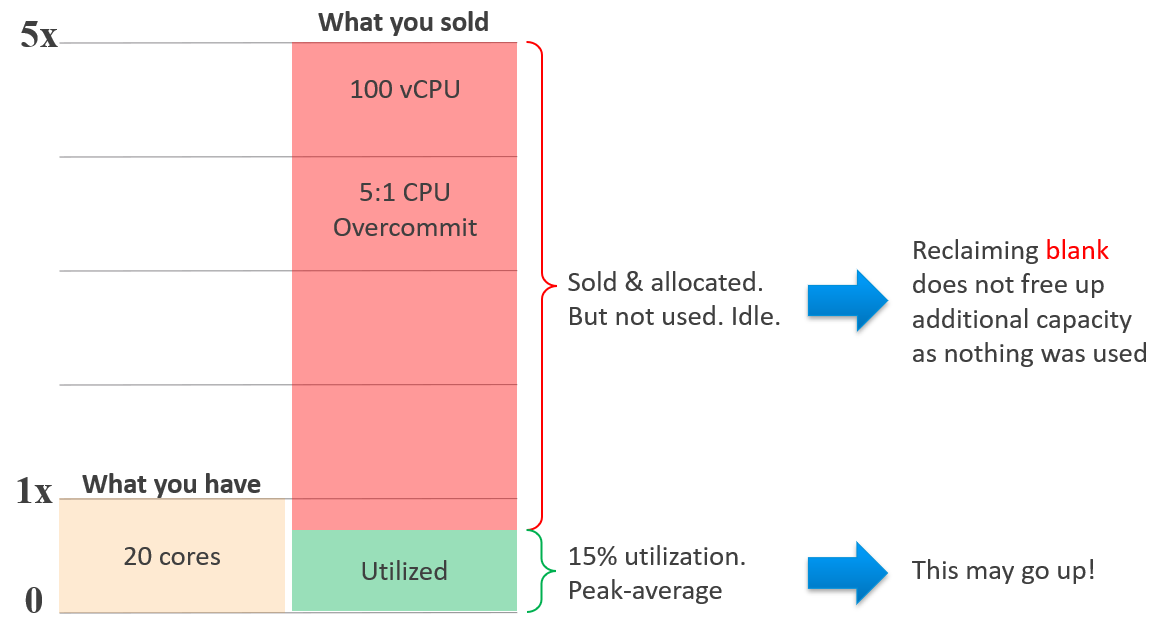 What you sold
5x
100 vCPU
5:1 CPU
Overcommit
Sold & allocated.
But not used. Idle.
Reclaiming blank
does not free up
additional capacity
as nothing was used
What you have
1x
20 cores
Utilized
15% utilization.
Peak-average
This may go up!
0